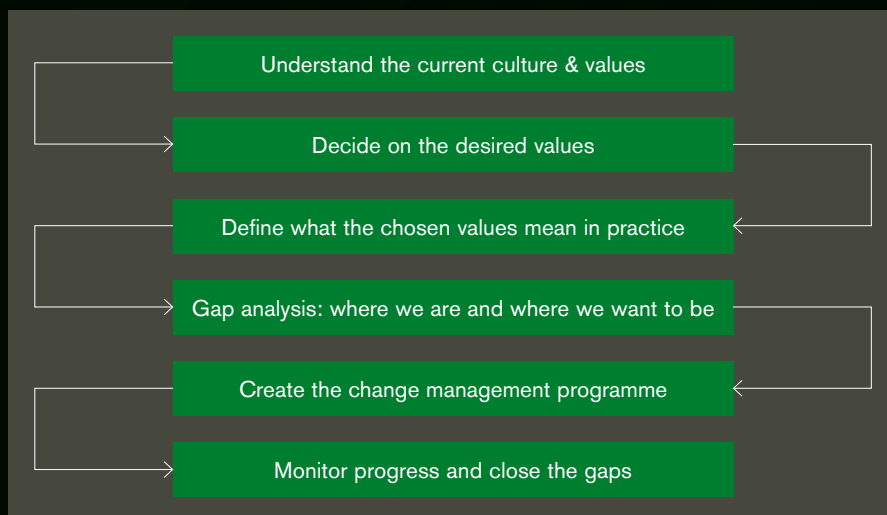 Understand the current culture & values
Decide on the desired values
Define what the chosen values mean in practice
Gap analysis: where we are and where we want to be
Create the change management programme
Monitor progress and close the gaps